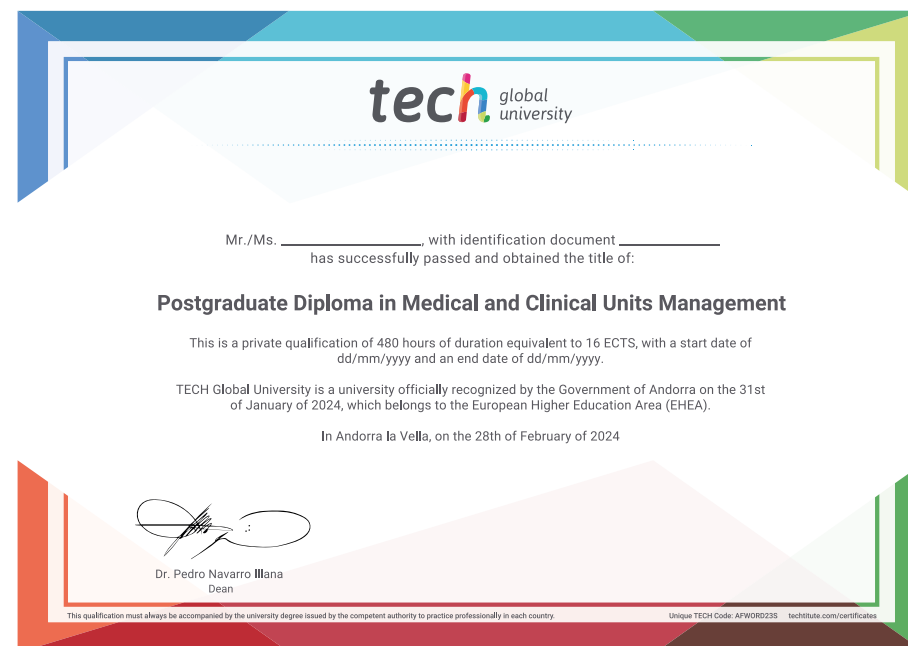 tech global university
Mr./Ms. ____________________, with identification document ______________
has successfully passed and obtained the title of:
Postgraduate Diploma in Medical and Clinical Units Management
This is a private qualification of 480 hours of duration equivalent to 16 ECTS, with a start date of
dd/mm/yyyy and an end date of dd/mm/yyyy.
TECH Global University is a university officially recognized by the Government of Andorra on the 31st
of January of 2024, which belongs to the European Higher Education Area (EHEA).
In Andorra la Vella, on the 28th of February of 2024
Dr. Pedro Navarro Illana
Dean
This qualification must always be accompanied by the university degree issued by the competent authority to practice professionally in each country. Unique TECH Code: AFWORD23S techtitute.com/certificates